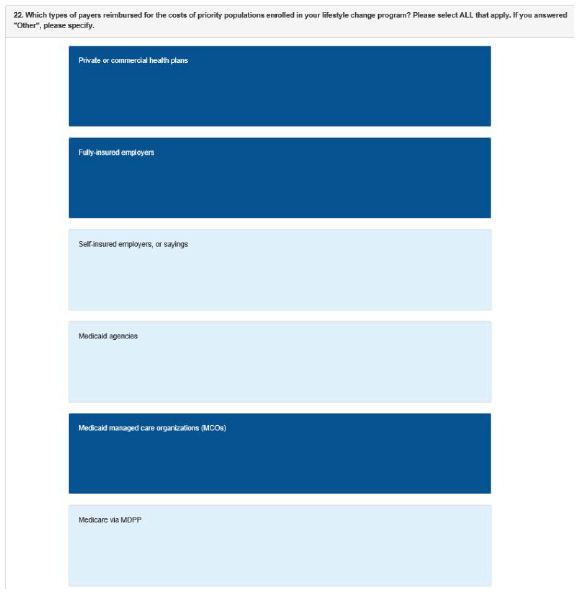 22. Which types of payers reimbursed for the costs of priority populations enrolled in your lifestyle change program? Please select ALL that apply. If you answered
"Other", please specify.
Private or commercial health plans
Fully-insured employers
Self-insured employers, or sayings
Medicaid agencies
Medicaid managed care organizations (MCOs)
Medicare via MDPP